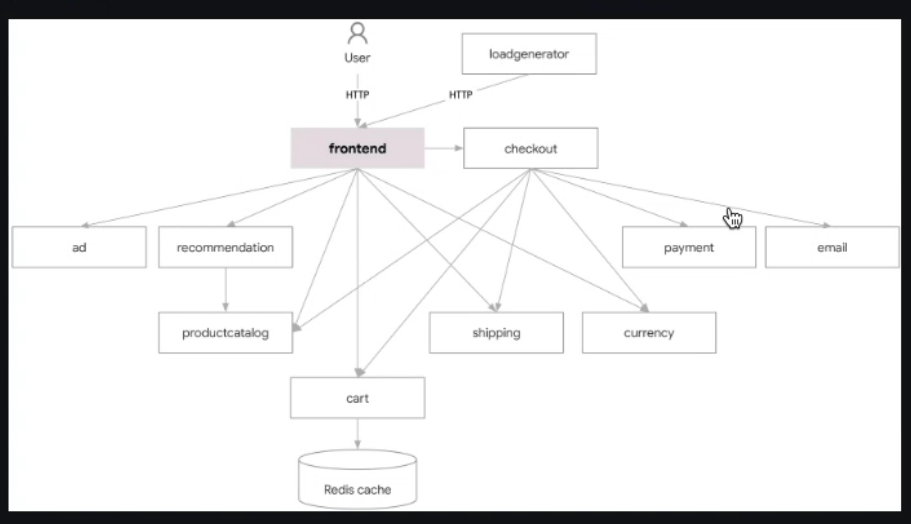 User
loadgenerator
HTTP
HTTP
frontend
checkout
ad
recommendation
payment
email
productcatalog
shipping
currency
cart
Redis cache